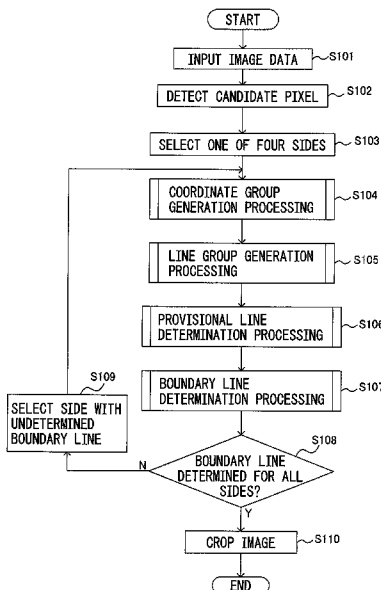 START
INPUT IMAGE DATA
S101
DETECT CANDIDATE PIXEL
S102
SELECT ONE OF FOUR SIDES
S103
COORDINATE GROUP
GENERATION PROCESSING
S104
LINE GROUP GENERATION
PROCESSING
S105
PROVISIONAL LINE
DETERMINATION PROCESSING
S106
BOUNDARY LINE
DETERMINATION PROCESSING
S107
S109
SELECT SIDE WITH
UNDETERMINED
BOUNDARY LINE
S108
BOUNDARY LINE
DETERMINED FOR ALL
SIDES?
N
Y
CROP IMAGE
S110
END